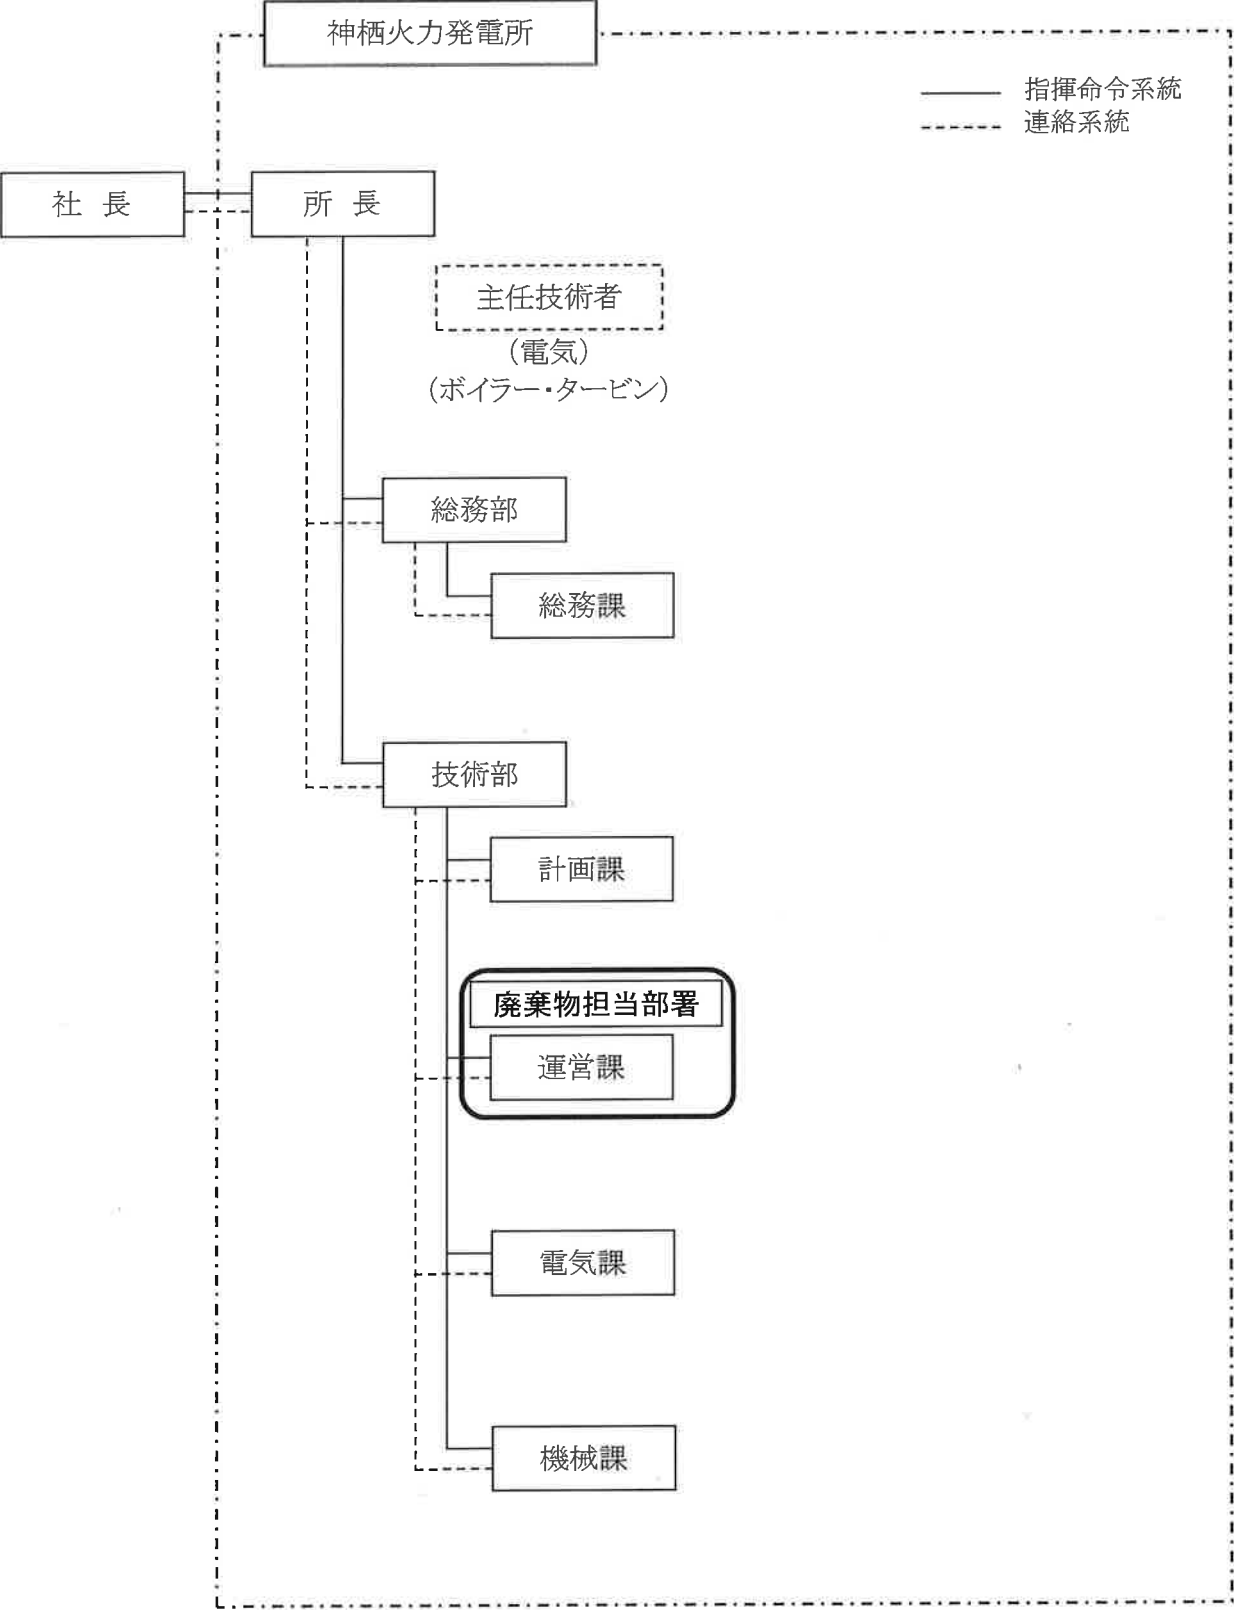 神栖火力発電所
指揮命令系統
連絡系統
社 長
所 長
主任技術者
(電気)
(ボイラー・タービン)
総務部
総務課
技術部
計画課
廃棄物担当部署
運営課
電気課
機械課